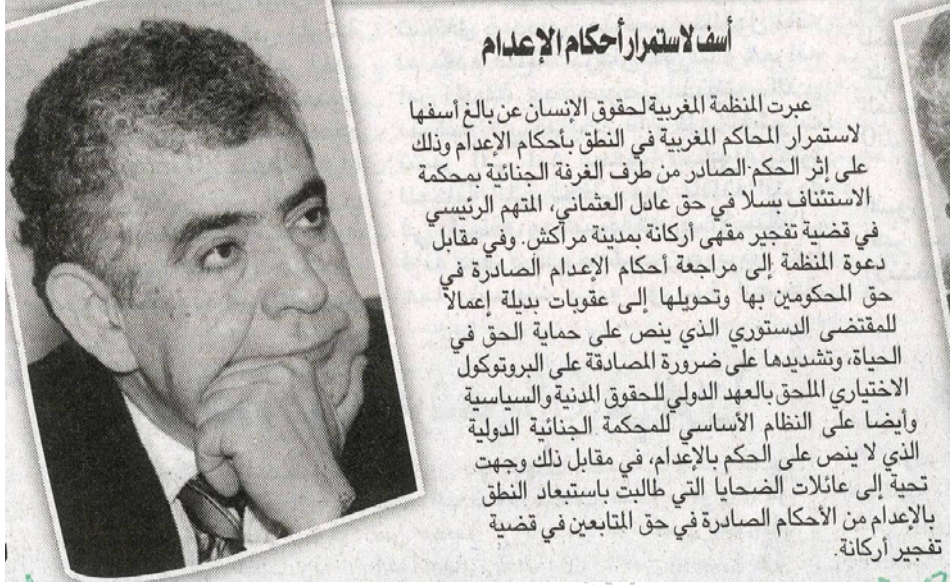 أسف لاستمرار أحكام الإعدام
عبرت المنظمة المغربية لحقوق الإنسان عن بالغ أسفها
لاستمرار المحاكم المغربية في النطق بأحكام الإعدام وذلك
على إثر الحكم الصادر من طرف الغرفة الجنائية بمحكمة
الاستئناف بسلا في حق عادل العثماني، المتهم الرئيسي
في قضية تفجير مقهى أركانة بمدينة مراكش. وفي مقابل
دعوة المنظمة إلى مراجعة أحكام الإعدام الصادرة في
حق المحكومين بها وتحويلها إلى عقوبات بديلة إعمالا
للمقتضى الدستوري الذي ينص على حماية الحق في
الحياة، وتشديدها على ضرورة المصادقة على البروتوكول
الاختياري الملحق بالعهد الدولي للحقوق المدنية والسياسية
وأيضا على النظام الأساسي للمحكمة الجنائية الدولية
الذي لا ينص على الحكم بالإعدام، في مقابل ذلك وجهت
تحية إلى عائلات الضحايا التي طالبت باستبعاد النطق
بالإعدام من الأحكام الصادرة في حق المتابعين في قضية
تفجير أركانة.